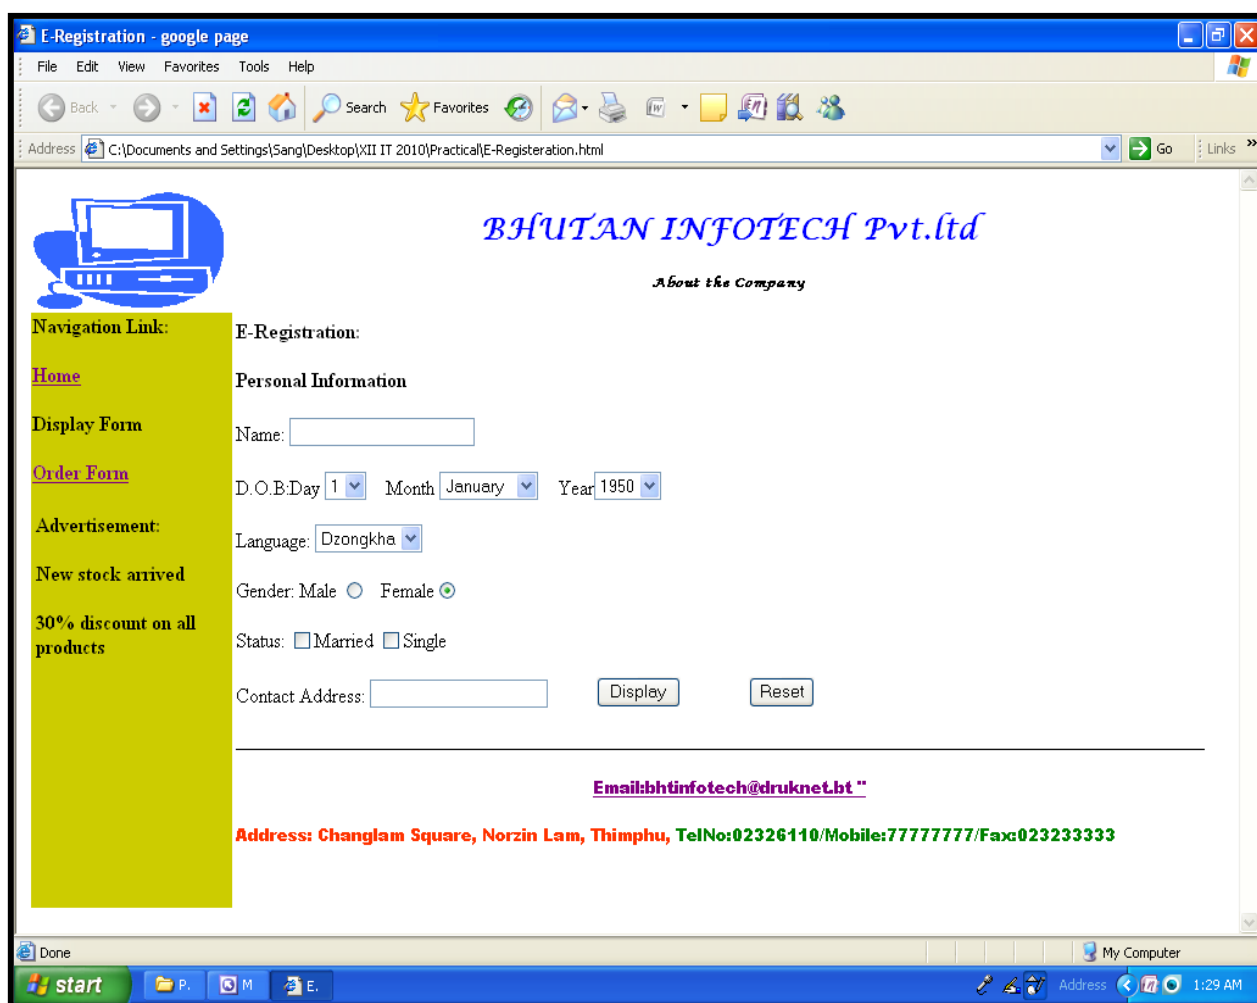 E-Registration - google page
File Edit View Favorites Tools Help
Back Search Favorites
Address C:\Documents and Settings\Sang\Desktop\XII IT 2010\Practical\E-Registeration.html Go Links »
BHUTAN INFOTECH Pvt.ltd
About the Company
Navigation Link:
Home
Display Form
Order Form
Advertisement:
New stock arrived
30% discount on all
products
E-Registration:
Personal Information
Name:
D.O.B:Day 1 Month January Year 1950
Language: Dzongkha
Gender: Male Female
Status: Married Single
Contact Address: Display Reset
Email:bhtinfotech@druknet.bt "
Address: Changlam Square, Norzin Lam, Thimphu, TelNo:02326110/Mobile:77777777/Fax:023233333
Done My Computer
start P. M E. Address 1:29 AM